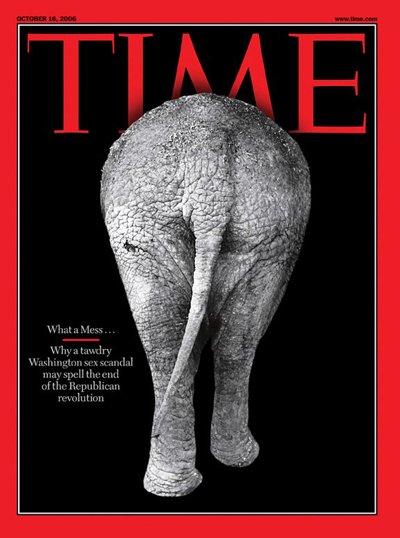 OCTOBER 16, 2006
www.time.com
TIME
What a Mess . . .
Why a tawdry
Washington sex scandal
may spell the end
of the Republican
revolution